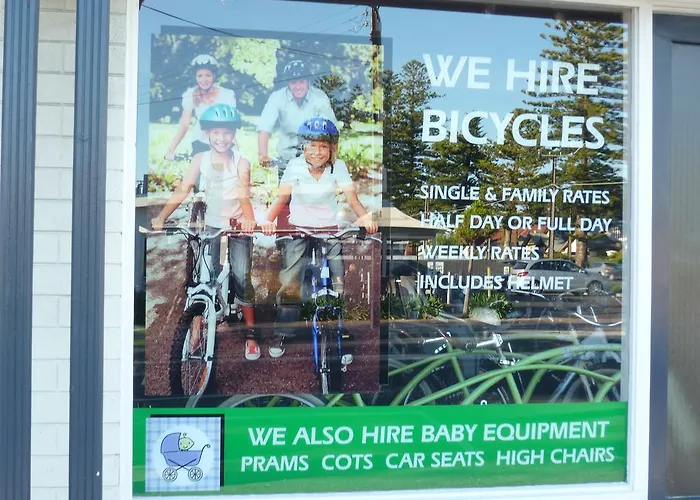 WE HIRE
BICYCLES
SINGLE & FAMILY RATES
HALF DAY OR FULL DAY
WEEKLY RATES
INCLUDES HELMET
WE ALSO HIRE BABY EQUIPMENT
PRAMS COTS CAR SEATS HIGH CHAIRS